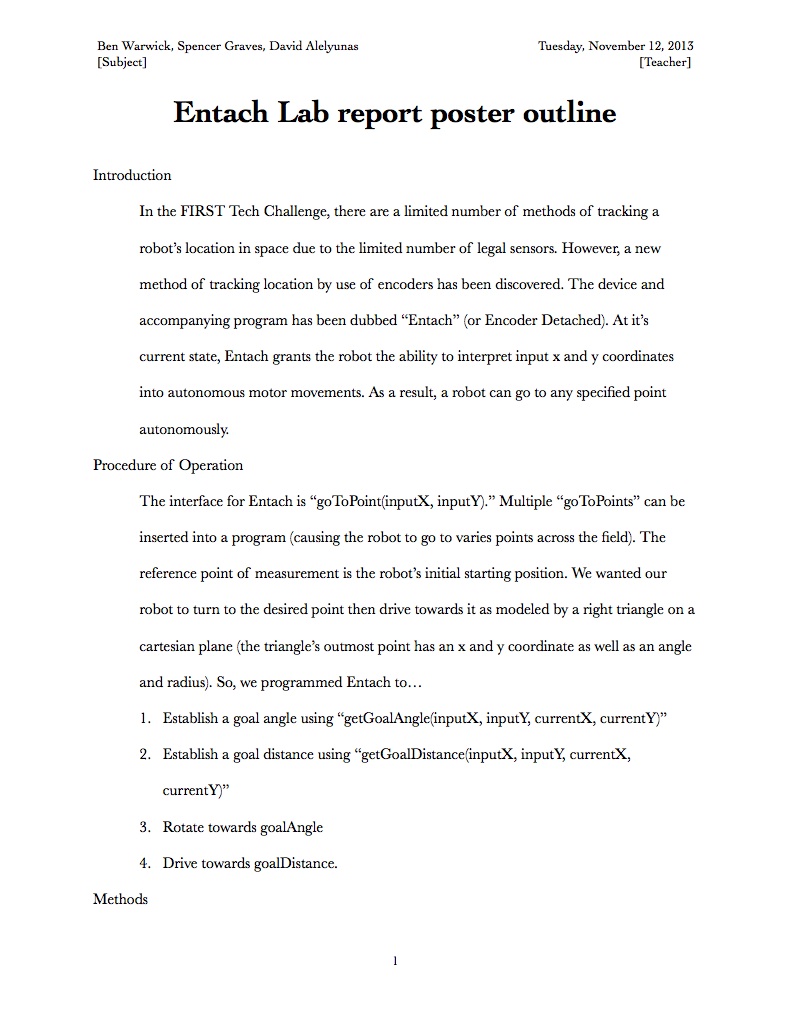 Ben Warwick, Spencer Graves, David Alelyunas
Tuesday, November 12, 2013
[Subject]
[Teacher]
Entach Lab report poster outline
Introduction
In the FIRST Tech Challenge, there are a limited number of methods of tracking a
robot’s location in space due to the limited number of legal sensors. However, a new
method of tracking location by use of encoders has been discovered. The device and
accompanying program has been dubbed “Entach” (or Encoder Detached). At it’s
current state, Entach grants the robot the ability to interpret input x and y coordinates
into autonomous motor movements. As a result, a robot can go to any specified point
autonomously.
Procedure of Operation
The interface for Entach is “goToPoint(inputX, inputY).” Multiple “goToPoints” can be
inserted into a program (causing the robot to go to varies points across the field). The
reference point of measurement is the robot’s initial starting position. We wanted our
robot to turn to the desired point then drive towards it as modeled by a right triangle on a
cartesian plane (the triangle’s outmost point has an x and y coordinate as well as an angle
and radius). So, we programmed Entach to…
1. Establish a goal angle using “getGoalAngle(inputX, inputY, currentX, currentY)”
2. Establish a goal distance using “getGoalDistance(inputX, inputY, currentX,
currentY)”
3. Rotate towards goalAngle
4. Drive towards goalDistance.
Methods
1